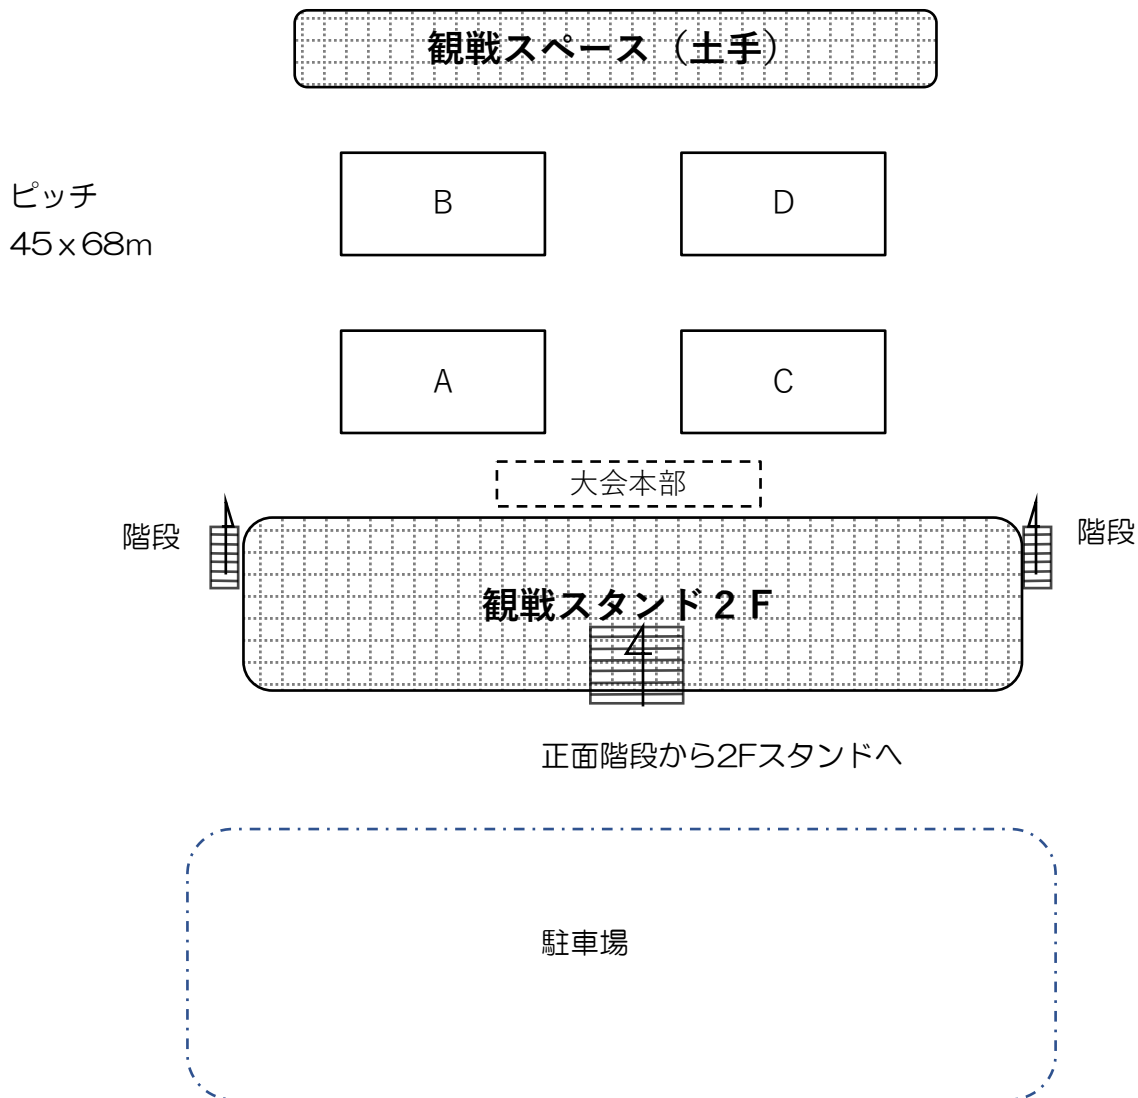 観戦スペース（土手）
ピッチ
45ｘ68m
B
D
A
C
大会本部
階段
階段
観戦スタンド２Ｆ
正面階段から2Fスタンドへ
駐車場